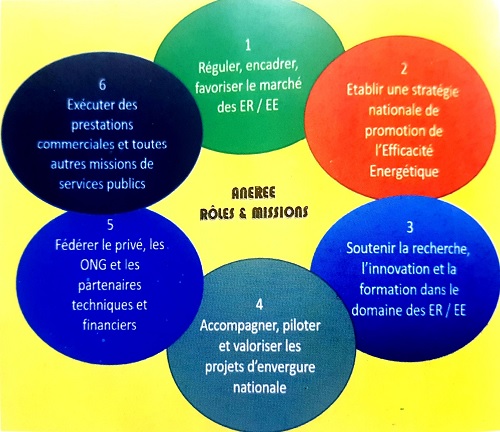 1
Réguler, encadrer,
favoriser le marché
des ER / EE
2
Etablir une stratégie
nationale de
promotion de
l'Efficacité
Energétique
3
Soutenir la recherche,
l'innovation et la
formation dans le
domaine des ER / EE
4
Accompagner, piloter
et valoriser les
projets d'envergure
nationale
5
Fédérer le privé, les
ONG et les
partenaires
techniques et
financiers
6
Exécuter des
prestations
commerciales et toutes
autres missions de
services publics
ANEREE
RÔLES & MISSIONS